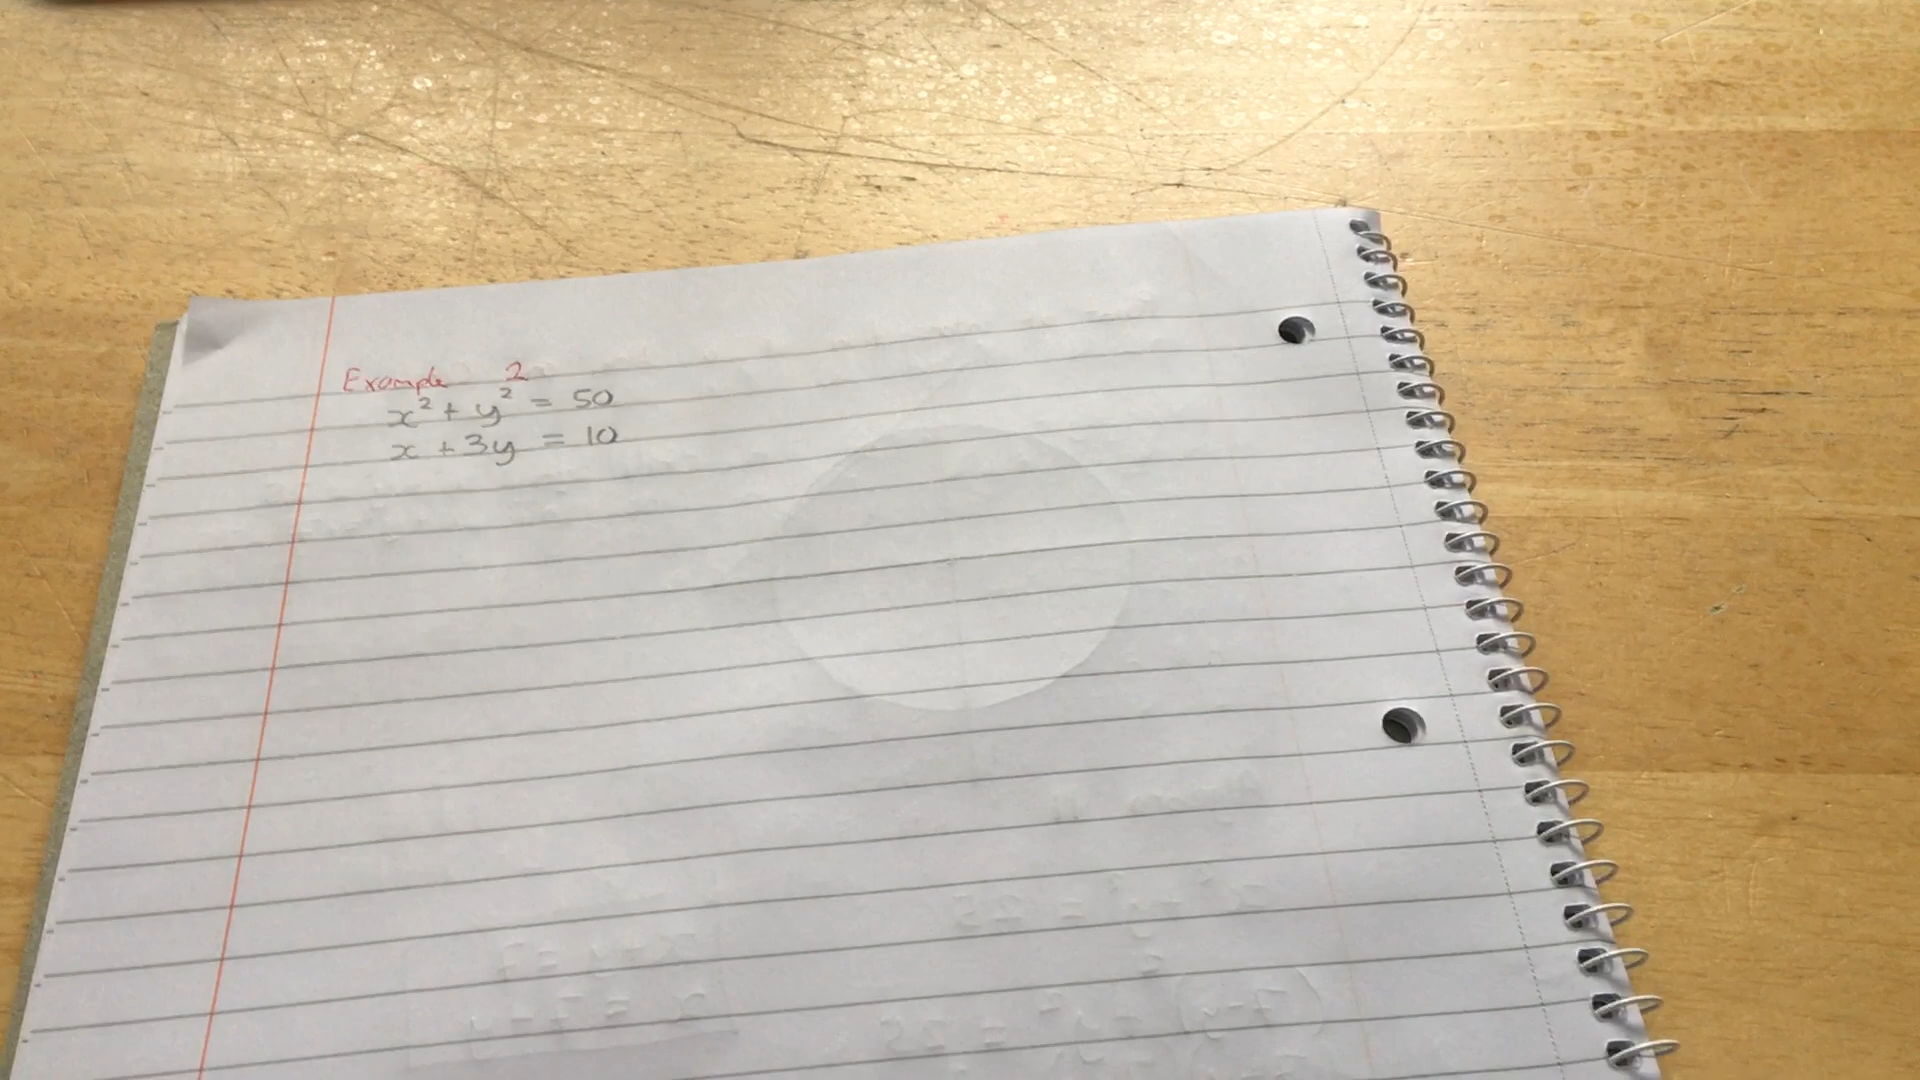 Example 2
x² + y² = 50
x + 3y = 10